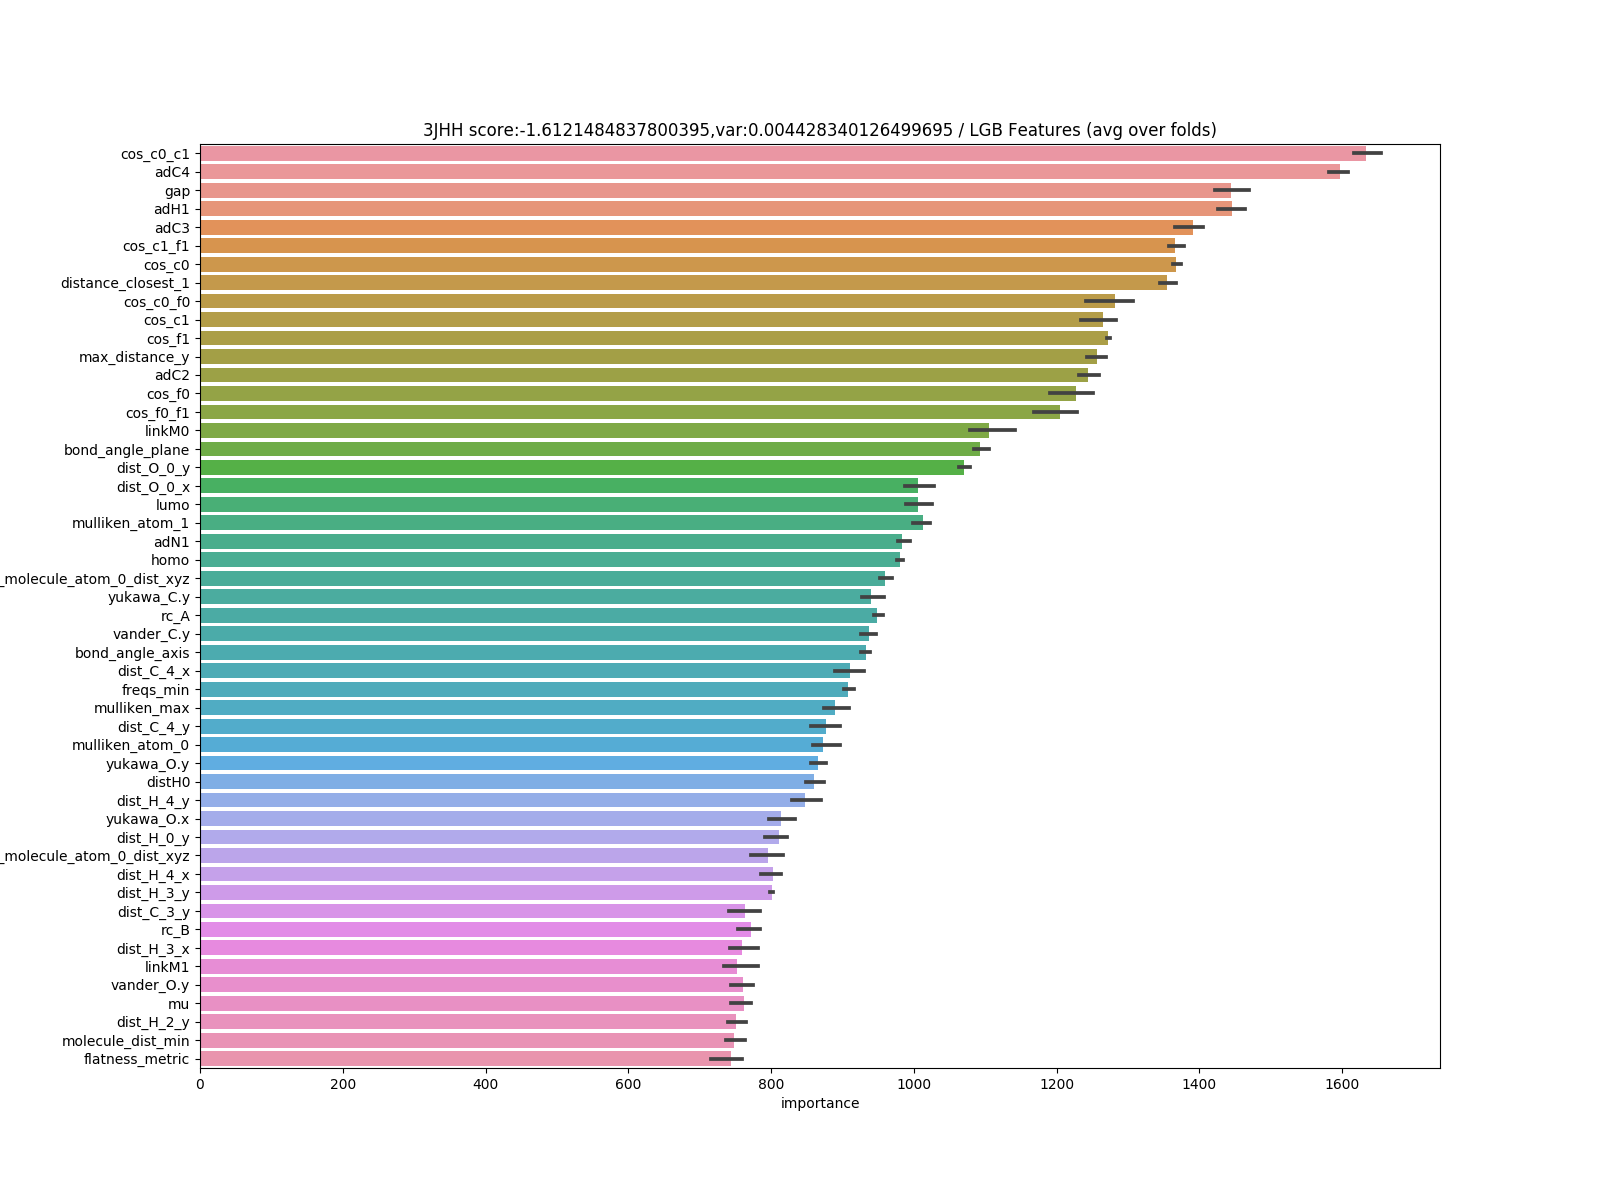 3JHH score:-1.6121484837800395,var:0.004428340126499695 / LGB Features (avg over folds)
cos_c0_c1
adC4
gap
adH1
adC3
cos_c1_f1
cos_c0
distance_closest_1
cos_c0_f0
cos_c1
cos_f1
max_distance_y
adC2
cos_f0
cos_f0_f1
linkM0
bond_angle_plane
dist_O_0_y
dist_O_0_x
lumo
mulliken_atom_1
adN1
homo
_molecule_atom_0_dist_xyz
yukawa_C.y
rc_A
vander_C.y
bond_angle_axis
dist_C_4_x
freqs_min
mulliken_max
dist_C_4_y
mulliken_atom_0
yukawa_O.y
distH0
dist_H_4_y
yukawa_O.x
dist_H_0_y
_molecule_atom_0_dist_xyz
dist_H_4_x
dist_H_3_y
dist_C_3_y
rc_B
dist_H_3_x
linkM1
vander_O.y
mu
dist_H_2_y
molecule_dist_min
flatness_metric
0 200 400 600 800 1000 1200 1400 1600
importance